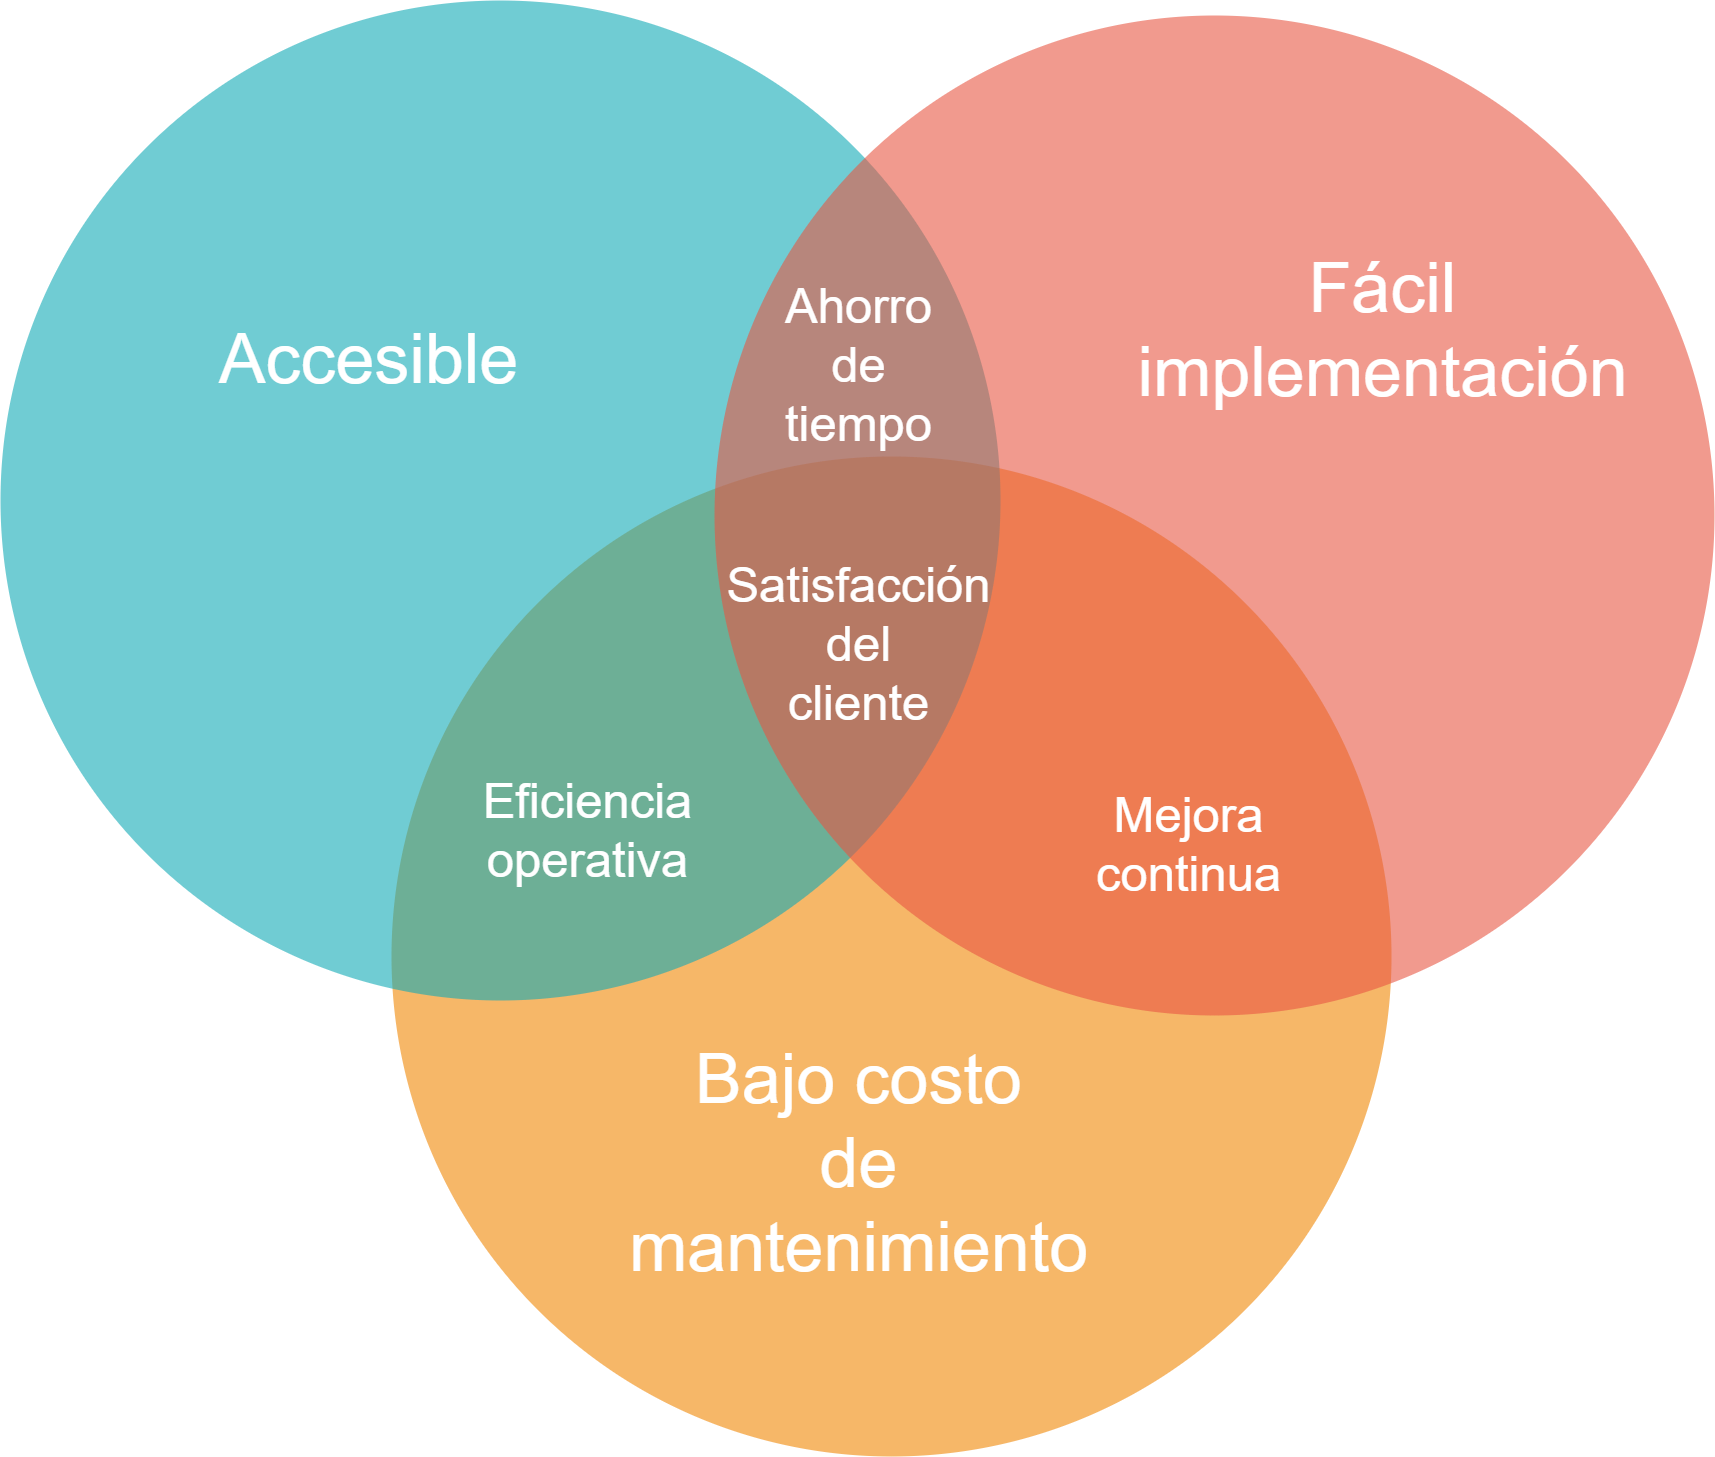 Accesible
Ahorro
de
tiempo
Fácil
implementación
Satisfacción
del
cliente
Eficiencia
operativa
Mejora
continua
Bajo costo
de
mantenimiento